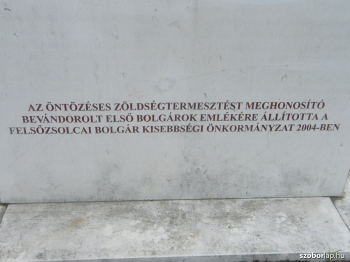 AZ ÖNTÖZÉSES ZÖLDSÉGTERMESZTÉST MEGHONOSÍTÓ
BEVÁNDOROLT ELSŐ BOLGÁROK EMLÉKÉRE ÁLLÍTOTTA A
FELSŐZSOLCAI BOLGÁR KISEBBSÉGI ÖNKORMÁNYZAT 2004-BEN
szoborlap.hu